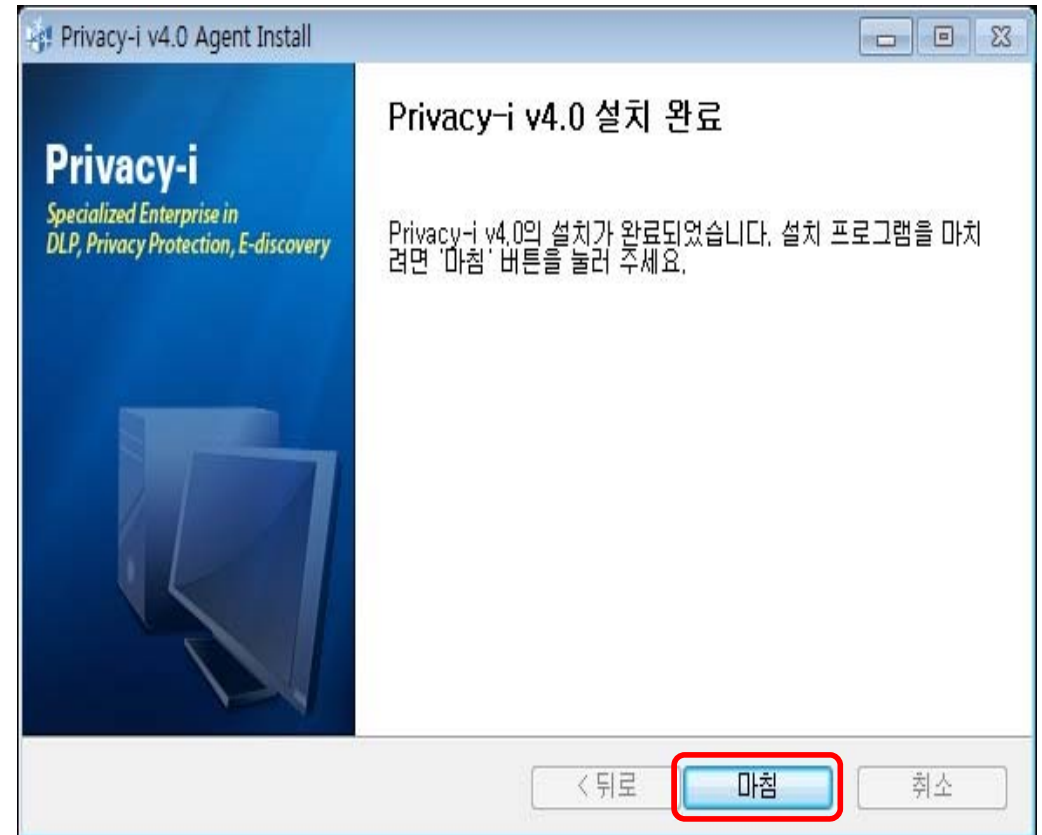 Privacy-i v4.0 Agent Install
Privacy-i
Specialized Enterprise in
DLP, Privacy Protection, E-discovery
Privacy-i v4.0 설치 완료
Privacy-i v4.0의 설치가 완료되었습니다. 설치 프로그램을 마치
려면 '마침' 버튼을 눌러 주세요.
< 뒤로
마침
취소